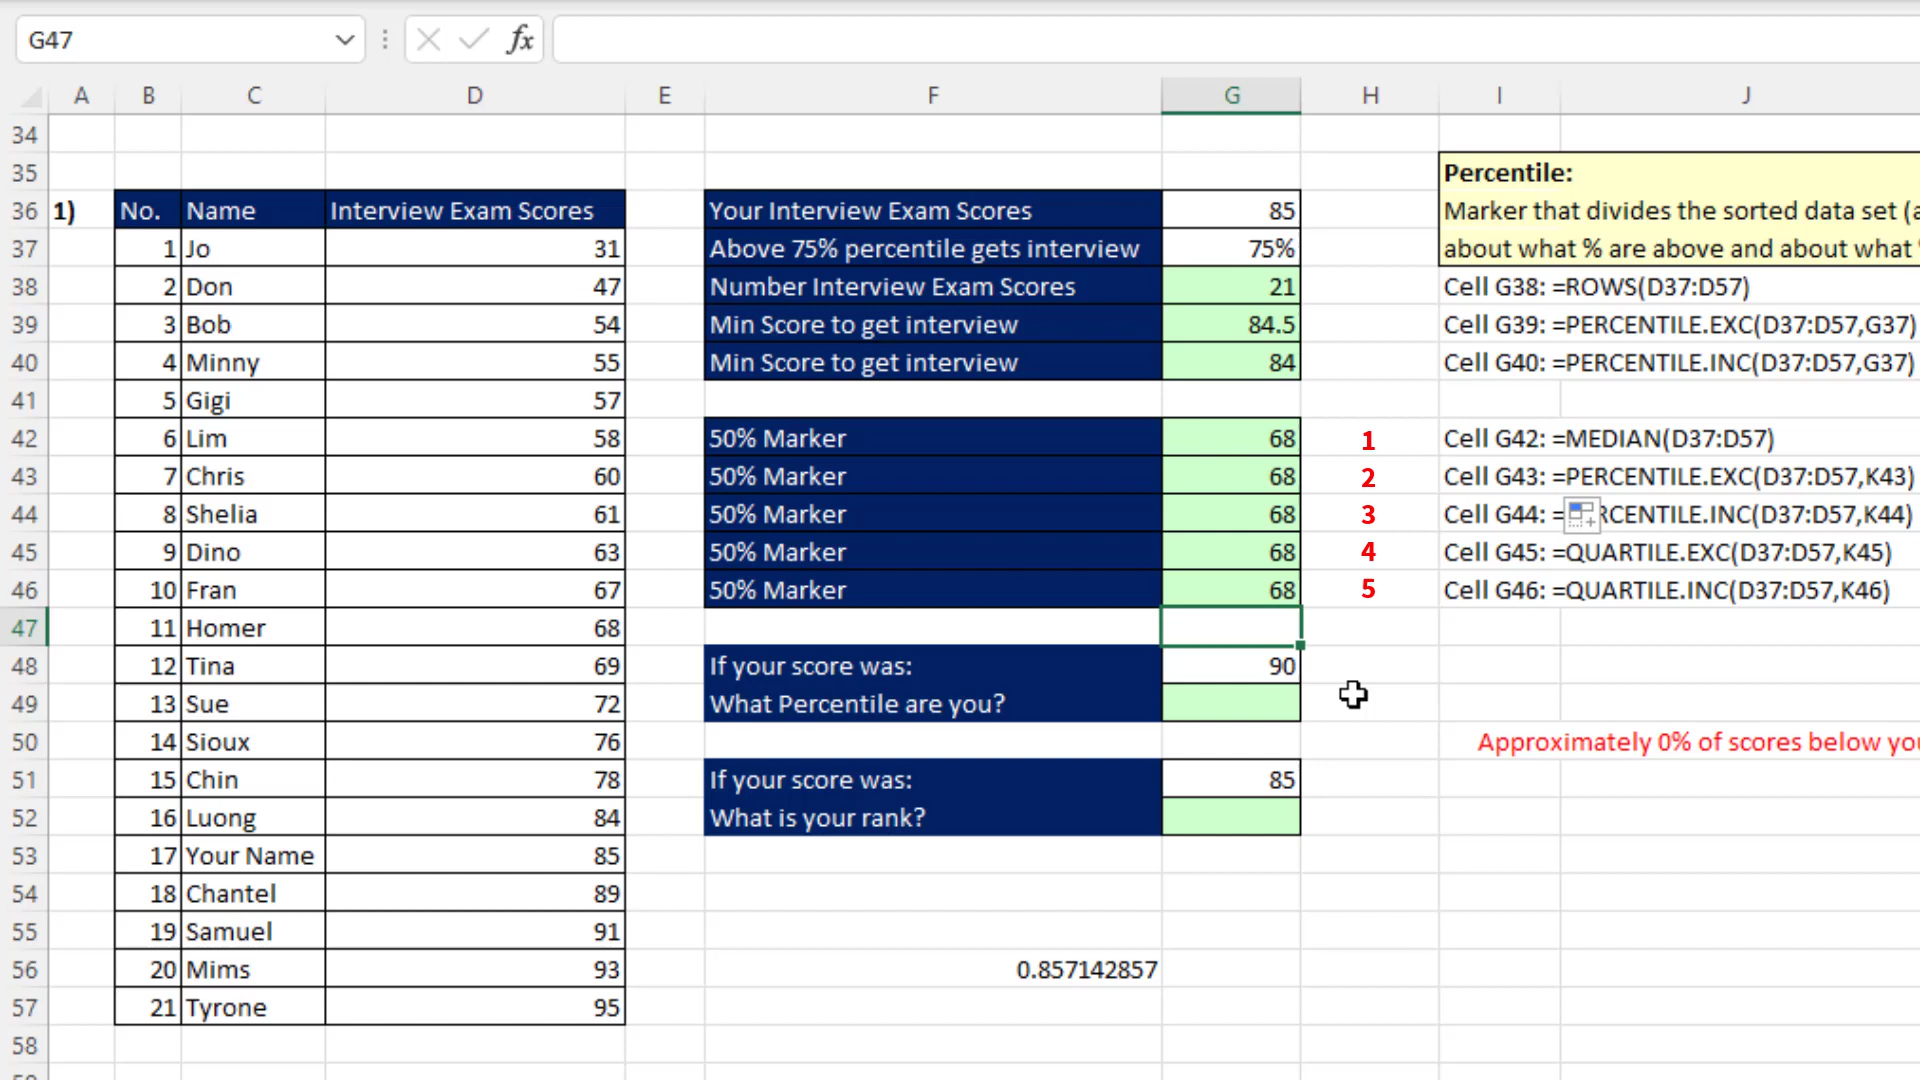 G47 fx
A B C D E F G H I J
34
35 Percentile:
36 1) No. Name Interview Exam Scores Your Interview Exam Scores 85 Marker that divides the sorted data set (a
37 1 Jo 31 Above 75% percentile gets interview 75% about what % are above and about what
38 2 Don 47 Number Interview Exam Scores 21 Cell G38: =ROWS(D37:D57)
39 3 Bob 54 Min Score to get interview 84.5 Cell G39: =PERCENTILE.EXC(D37:D57,G37)
40 4 Minny 55 Min Score to get interview 84 Cell G40: =PERCENTILE.INC(D37:D57,G37)
41 5 Gigi 57
42 6 Lim 58 50% Marker 68 1 Cell G42: =MEDIAN(D37:D57)
43 7 Chris 60 50% Marker 68 2 Cell G43: =PERCENTILE.EXC(D37:D57,K43)
44 8 Shelia 61 50% Marker 68 3 Cell G44: = RCENTILE.INC(D37:D57,K44)
45 9 Dino 63 50% Marker 68 4 Cell G45: =QUARTILE.EXC(D37:D57,K45)
46 10 Fran 67 50% Marker 68 5 Cell G46: =QUARTILE.INC(D37:D57,K46)
47 11 Homer 68
48 12 Tina 69 If your score was: 90
49 13 Sue 72 What Percentile are you?
50 14 Sioux 76 Approximately 0% of scores below you
51 15 Chin 78 If your score was: 85
52 16 Luong 84 What is your rank?
53 17 Your Name 85
54 18 Chantel 89
55 19 Samuel 91
56 20 Mims 93 0.857142857
57 21 Tyrone 95
58